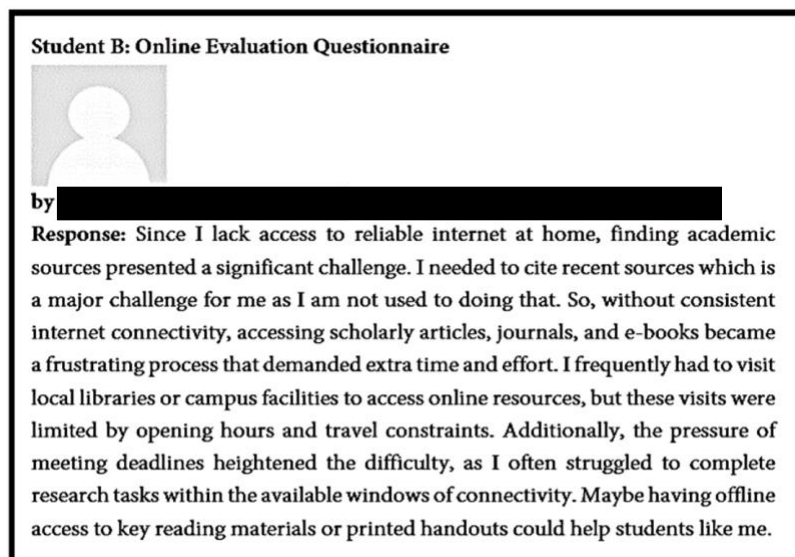 Student B: Online Evaluation Questionnaire
by
Response: Since I lack access to reliable internet at home, finding academic
sources presented a significant challenge. I needed to cite recent sources which is
a major challenge for me as I am not used to doing that. So, without consistent
internet connectivity, accessing scholarly articles, journals, and e-books became
a frustrating process that demanded extra time and effort. I frequently had to visit
local libraries or campus facilities to access online resources, but these visits were
limited by opening hours and travel constraints. Additionally, the pressure of
meeting deadlines heightened the difficulty, as I often struggled to complete
research tasks within the available windows of connectivity. Maybe having offline
access to key reading materials or printed handouts could help students like me.